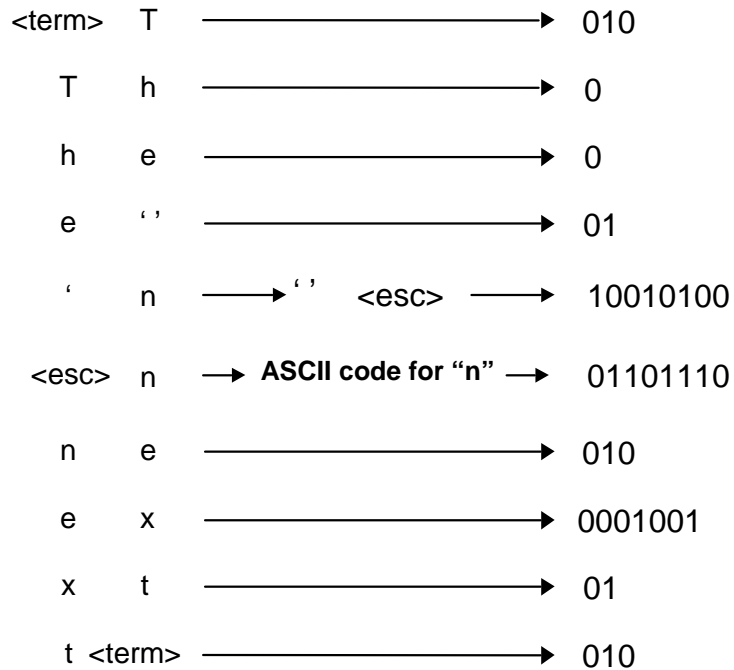 <term> T 010
T h 0
h e 0
e ‘ ’ 01
‘ n ‘ ’ <esc> 10010100
<esc> n ASCII code for “n” 01101110
n e 010
e x 0001001
x t 01
t <term> 010